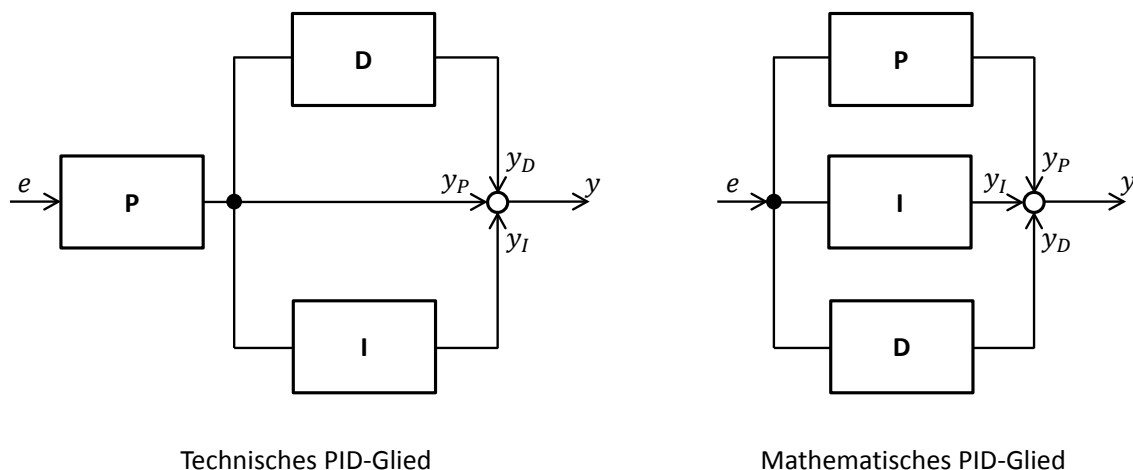 D
P
y_D
e
P
y_P
y
e
I
y_I
y_P
y
y_I
y_D
I
D
Technisches PID-Glied
Mathematisches PID-Glied